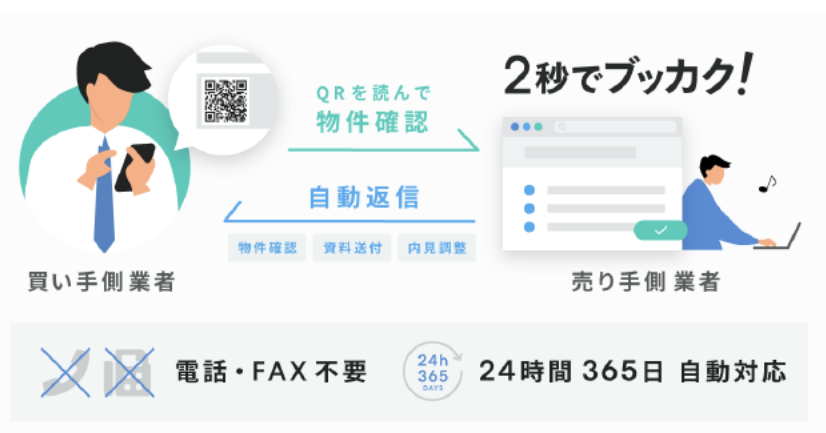 2秒でブッカク!
QRを読んで
物件確認
自動返信
物件確認 資料送付 内見調整
買い手側業者
売り手側業者
電話・FAX不要
24h
365
DAYS
24時間 365日 自動対応